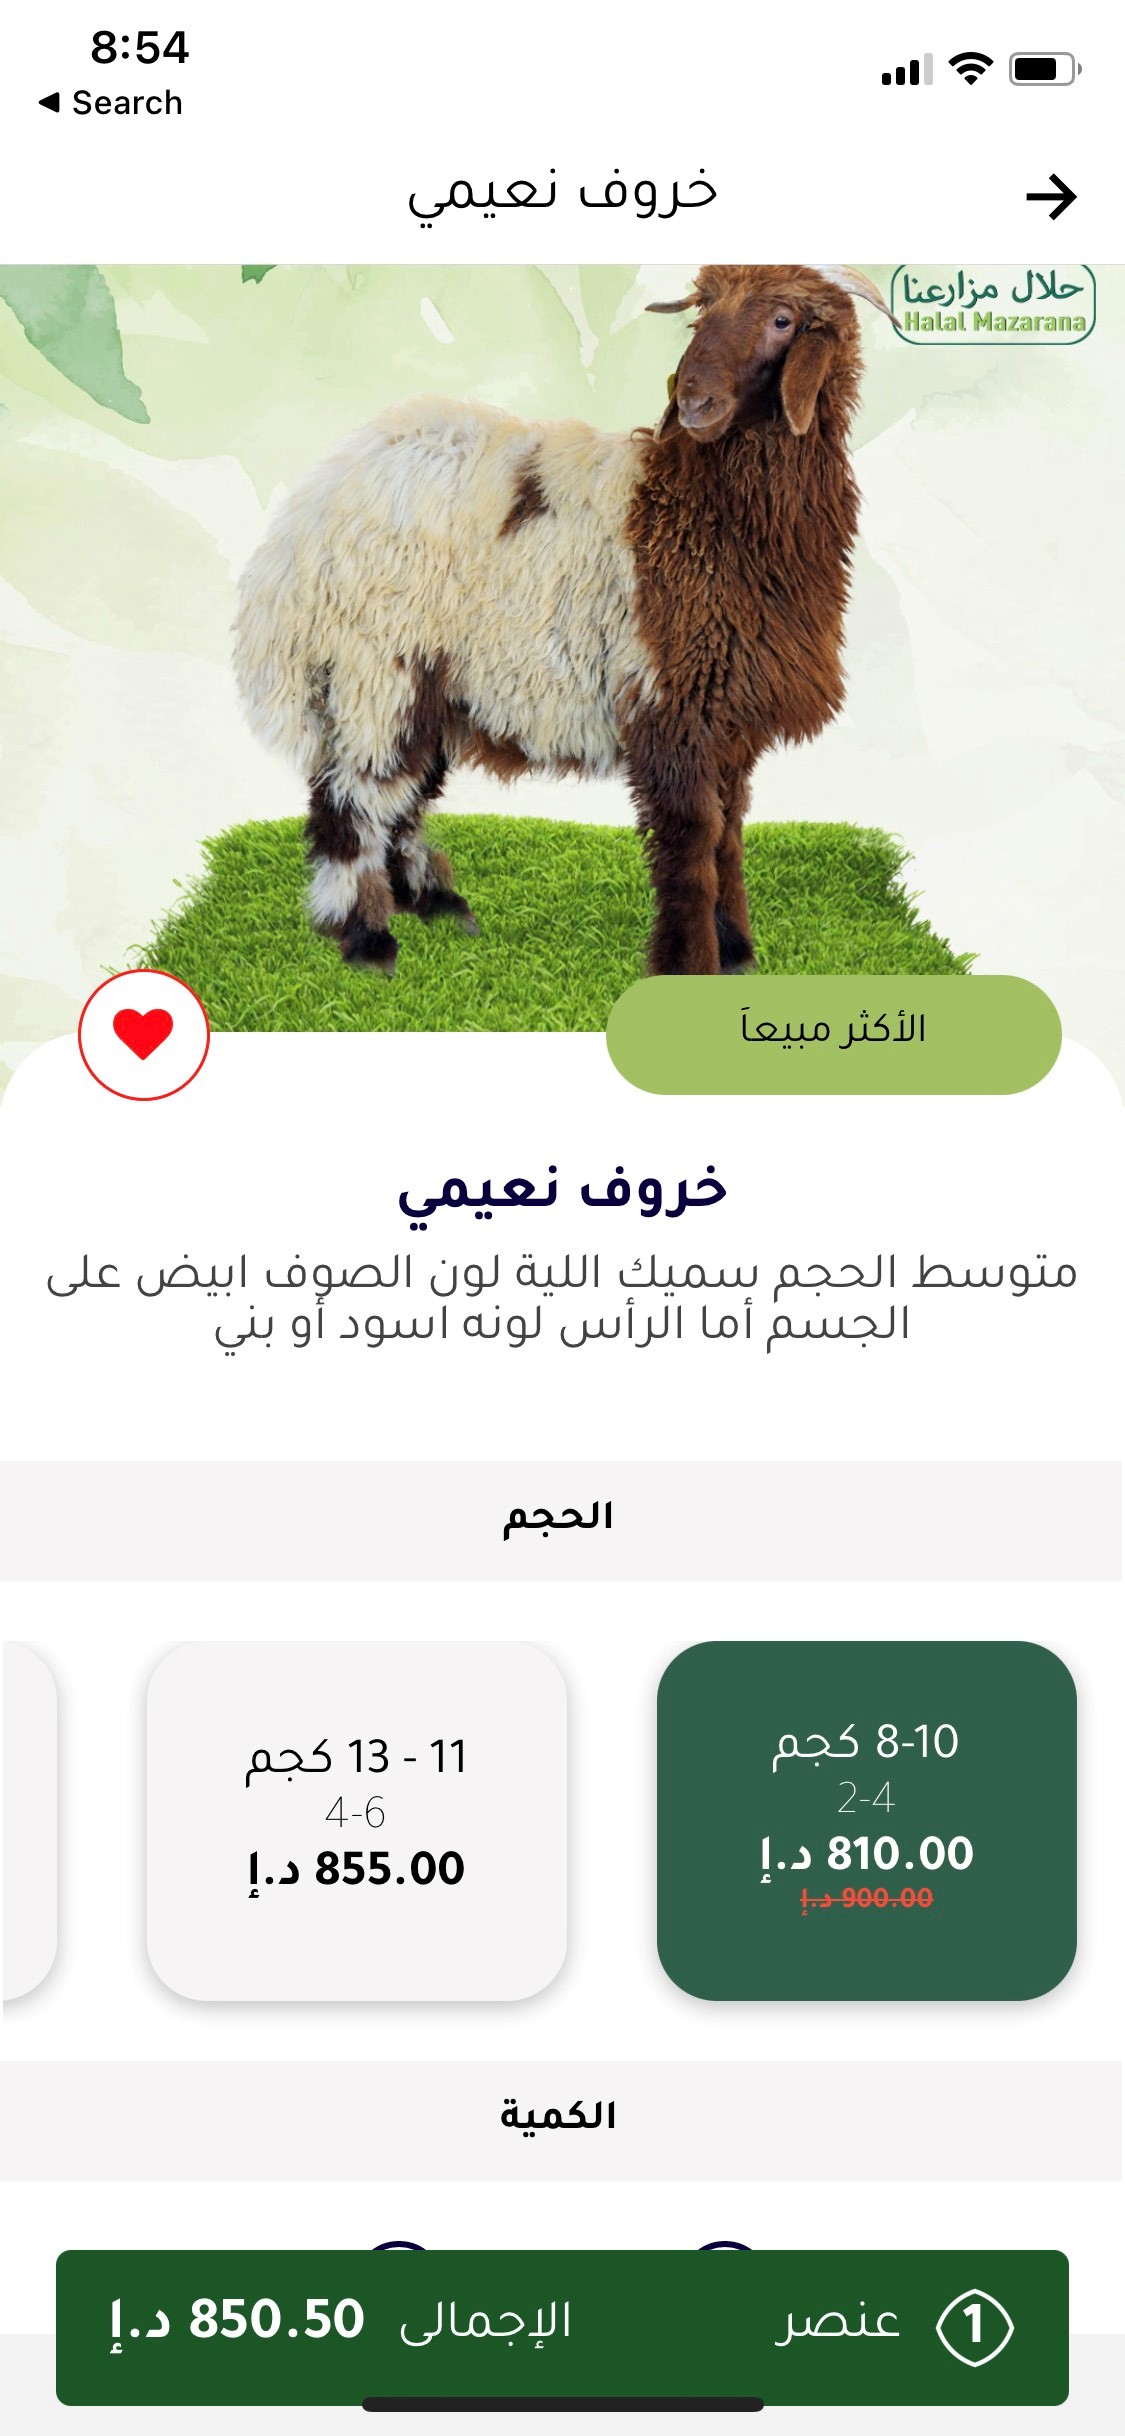 8:54
Search
خروف نعيمي
حلال مزارعنا
Halal Mazarana
الأكثر مبيعاَ
خروف نعيمي
متوسط الحجم سميك اللية لون الصوف ابيض على
الجسم أما الرأس لونه اسود أو بني
الحجم
8-10 كجم
2-4
810.00 د.إ
900.00 د.إ
11 - 13 كجم
4-6
855.00 د.إ
الكمية
1 عنصر
الإجمالى 850.50 د.إ